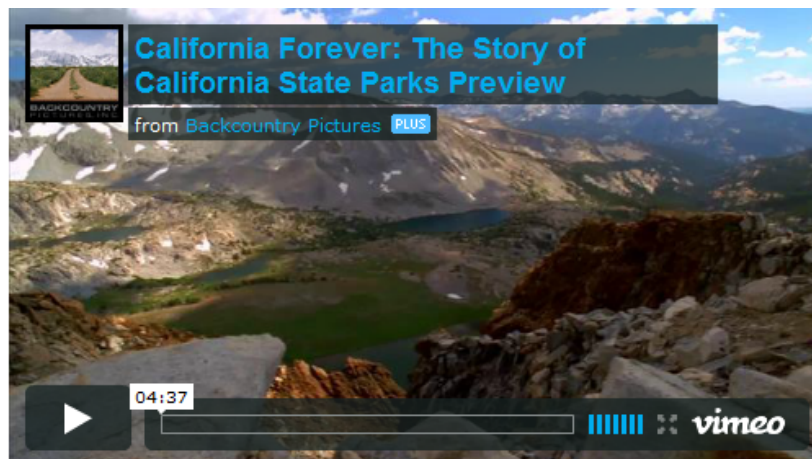 California Forever: The Story of
California State Parks Preview
BACKCOUNTRY
PICTURES, INC
from Backcountry Pictures PLUS
04:37
vimeo